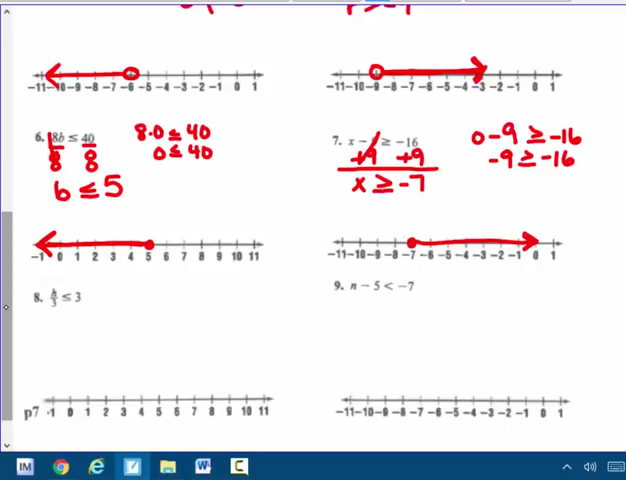 -11 -10 -9 -8 -7 -6 -5 -4 -3 -2 -1 0 1
-11 -10 -9 -8 -7 -6 -5 -4 -3 -2 -1 0 1
6. 8b ≤ 40
8 8
b ≤ 5
8·0 ≤ 40
0 ≤ 40
7. x - 9 ≥ -16
+9 +9
x ≥ -7
0 - 9 ≥ -16
-9 ≥ -16
-1 0 1 2 3 4 5 6 7 8 9 10 11
-11 -10 -9 -8 -7 -6 -5 -4 -3 -2 -1 0 1
8. h/3 ≤ 3
9. n - 5 < -7
p7 -1 0 1 2 3 4 5 6 7 8 9 10 11
-11 -10 -9 -8 -7 -6 -5 -4 -3 -2 -1 0 1
IM